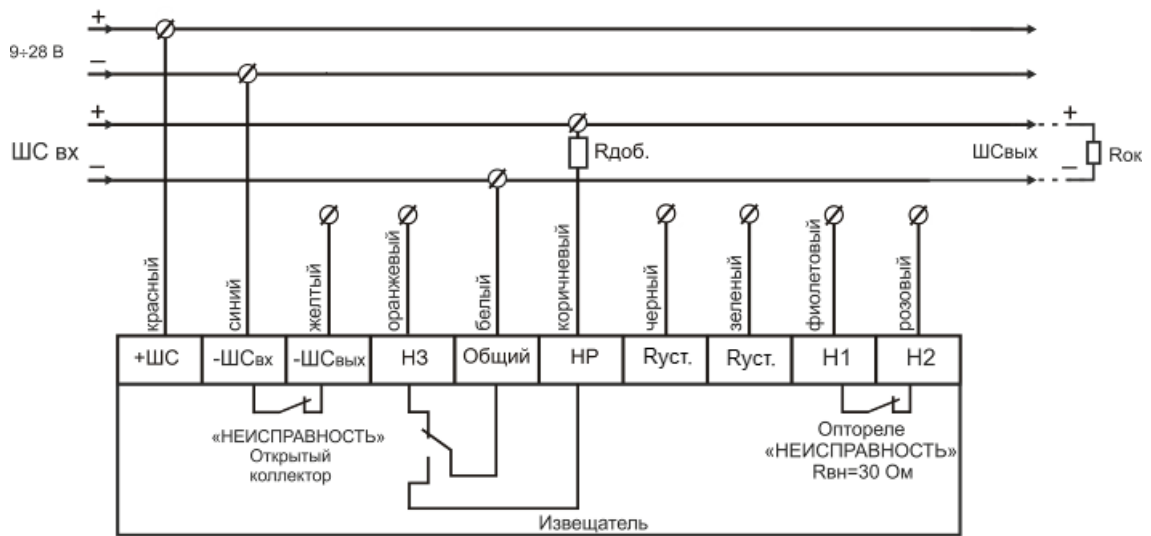 +
9÷28 В
–
+
ШС вх
–
Rдоб.
ШСвых
+
–
Rок
красный
синий
желтый
оранжевый
белый
коричневый
черный
зеленый
фиолетовый
розовый
+ШС
-ШСвх
-ШСвых
НЗ
Общий
НР
Rуст.
Rуст.
Н1
Н2
«НЕИСПРАВНОСТЬ»
Открытый
коллектор
Оптореле
«НЕИСПРАВНОСТЬ»
Rвн=30 Ом
Извещатель